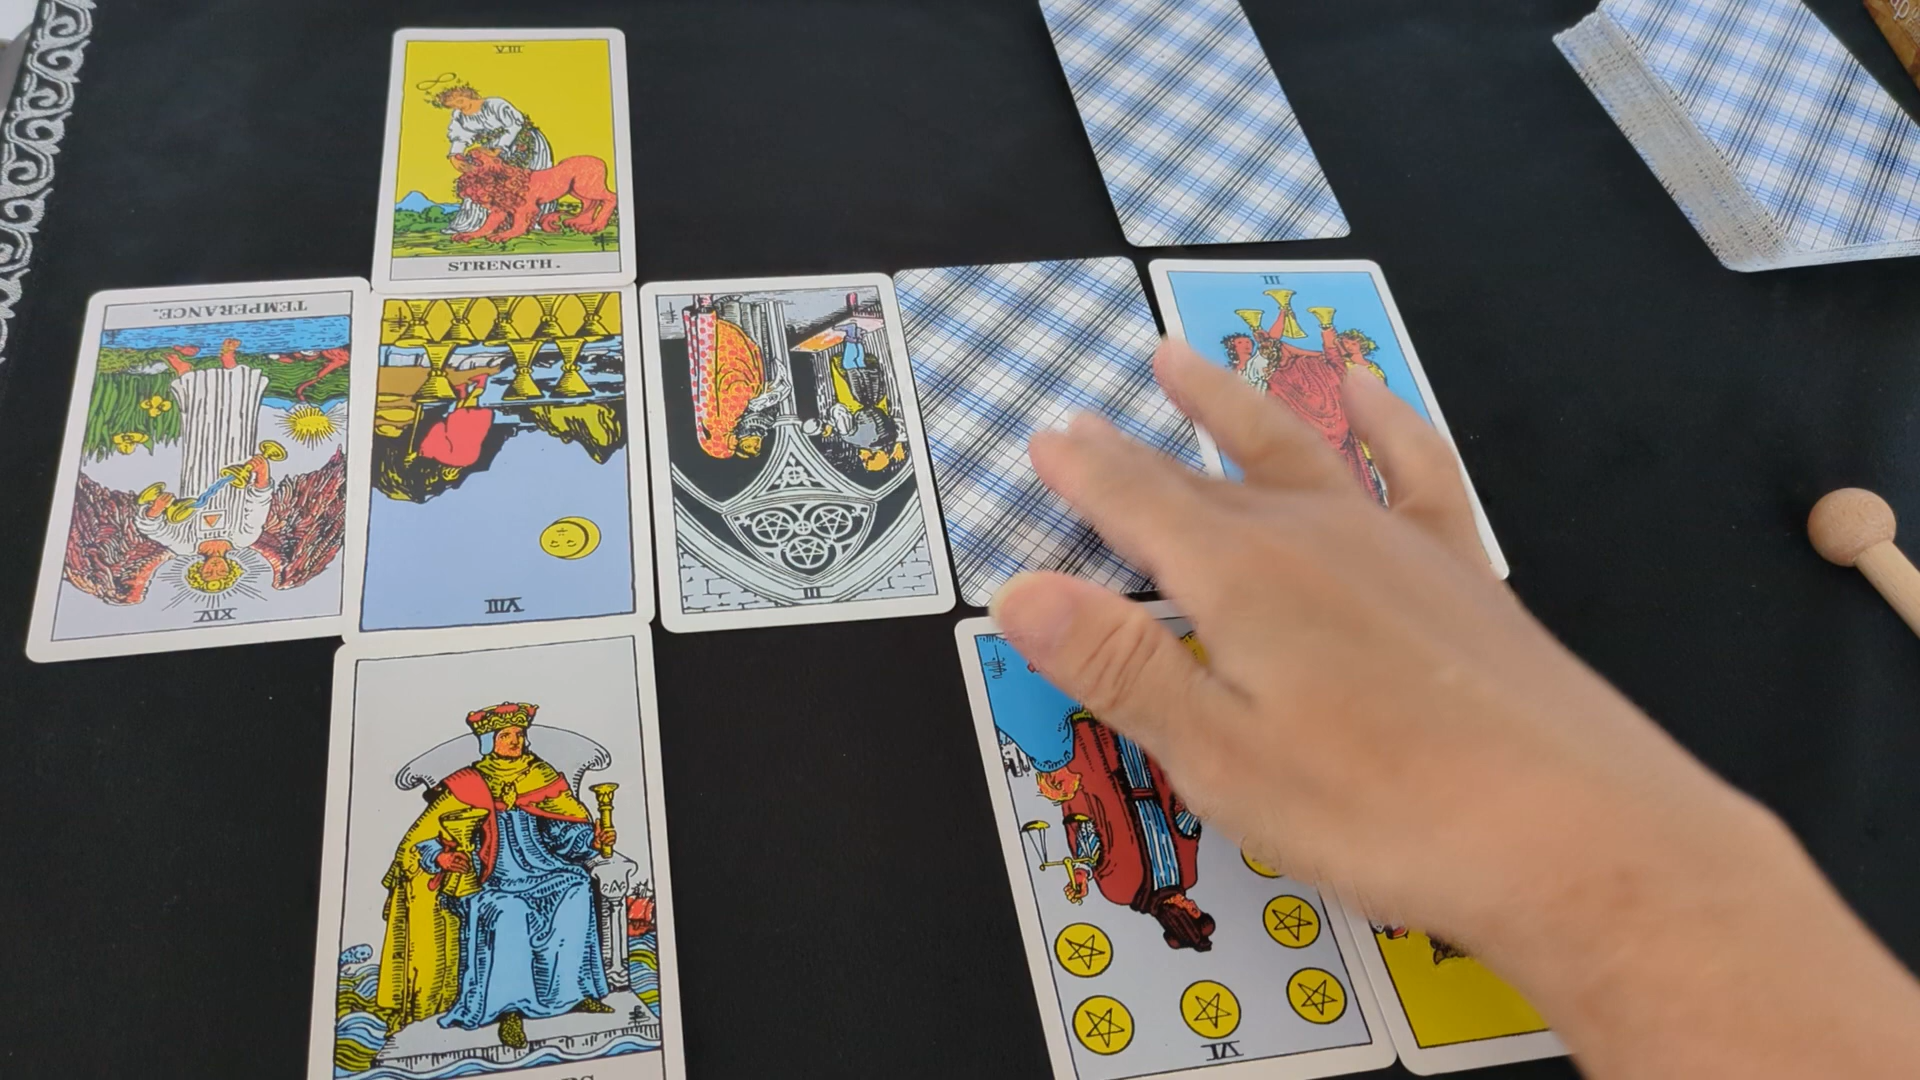 VIII
STRENGTH.
TEMPERANCE.
XIV
VIII
III
III
VI